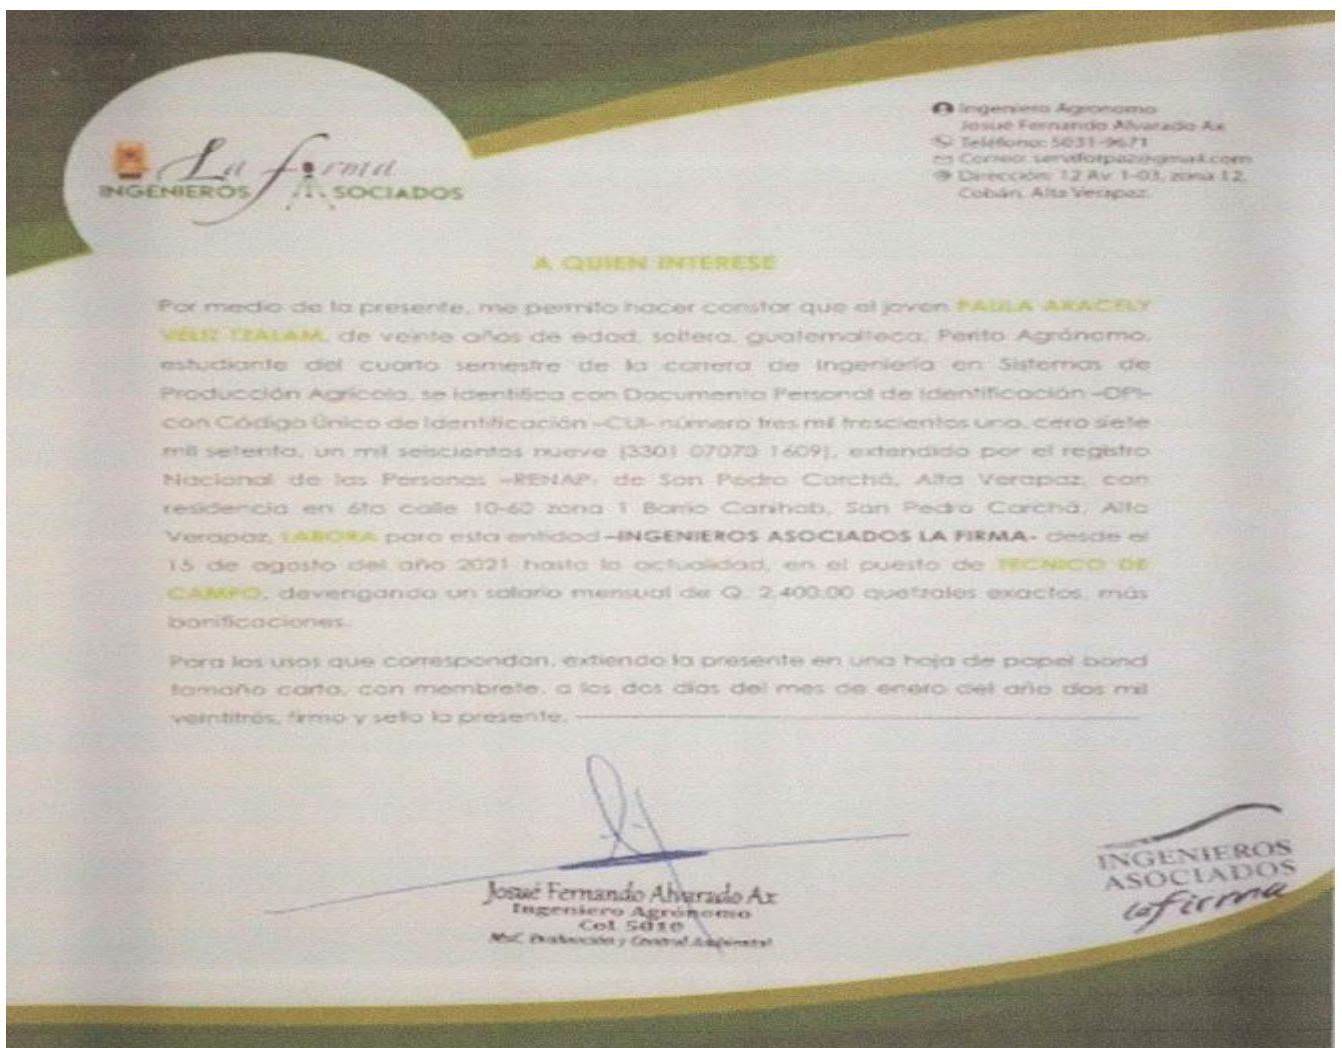 La firma
INGENIEROS ASOCIADOS
Ingeniero Agronomo
Josué Fernando Alvarado Ax
Teléfono: 5031-9671
Correo:
Dirección: 12 Av. 1-03, zona 12,
Cobán, Alta Verapaz.
A QUIEN INTERESE
Por medio de la presente, me permito hacer constar que el joven PAULA ARACELY
VÉLIZ TZALAM, de veinte años de edad, soltera, guatemalteca, Perito Agrónomo,
estudiante del cuarto semestre de la carrera de Ingeniería en Sistemas de
Producción Agrícola, se identifica con Documento Personal de Identificación –DPI-
con Código Único de Identificación –CUI- número tres mil trescientos uno, cero siete
mil setenta, un mil seiscientos nueve (3301 07070 1609), extendido por el registro
Nacional de las Personas –RENAP- de San Pedro Carchá, Alta Verapaz, con
residencia en 6ta calle 10-60 zona 1 Barrio Canihab, San Pedro Carchá, Alta
Verapaz, LABORA para esta entidad –INGENIEROS ASOCIADOS LA FIRMA- desde el
15 de agosto del año 2021 hasta la actualidad, en el puesto de TECNICO DE
CAMPO, devengando un salario mensual de Q. 2,400.00 quetzales exactos, más
bonificaciones.
Para los usos que correspondan, extiendo la presente en una hoja de papel bond
tamaño carta, con membrete, a los dos días del mes de enero del año dos mil
veintitrés, firmo y sello la presente.
Josué Fernando Alvarado Ax
Ingeniero Agrónomo
Col 5010
MsC. Evaluación y Control Ambiental
INGENIEROS
ASOCIADOS
la firma